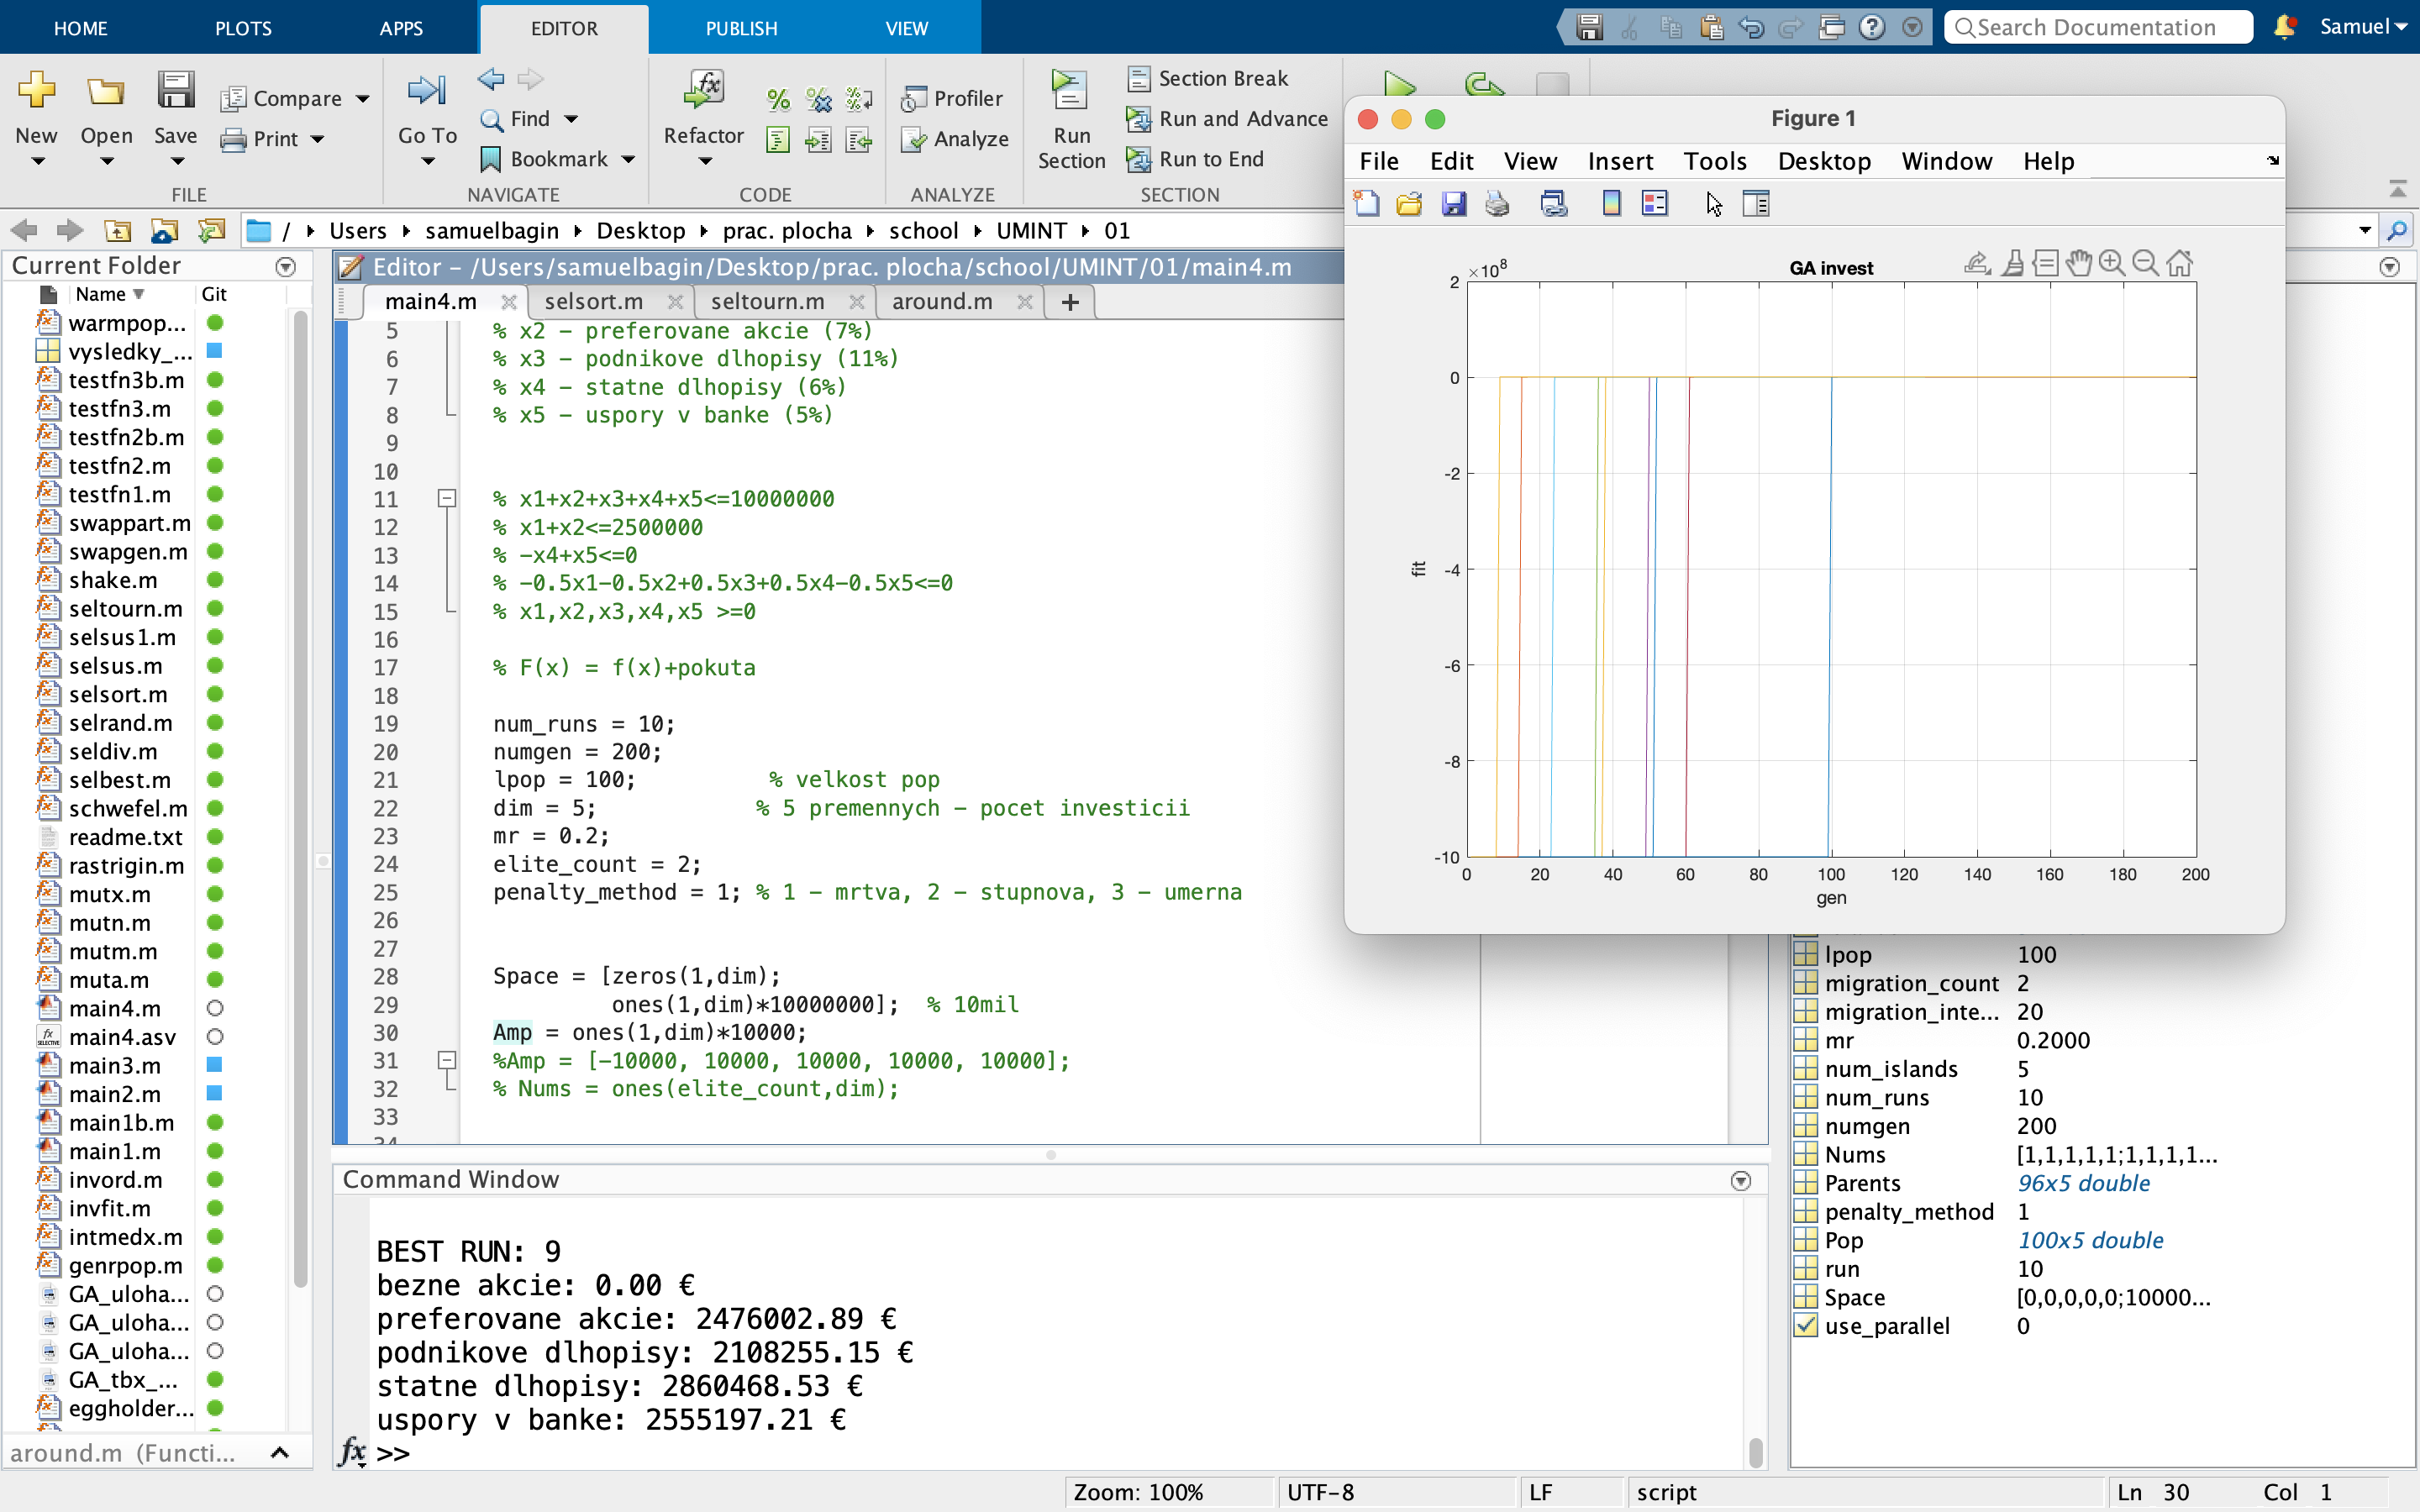 HOME PLOTS APPS EDITOR PUBLISH VIEW Search Documentation Samuel
New Open Save Compare Print Go To Find Bookmark Refactor Profiler Analyze Run Section Section Break Run and Advance Run to End
FILE NAVIGATE CODE ANALYZE SECTION
/ Users samuelbagin Desktop prac. plocha school UMINT 01
Current Folder
Name Git
warmpop...
vysledky_...
testfn3b.m
testfn3.m
testfn2b.m
testfn2.m
testfn1.m
swappart.m
swapgen.m
shake.m
seltourn.m
selsus1.m
selsus.m
selsort.m
selrand.m
seldiv.m
selbest.m
schwefel.m
readme.txt
rastrigin.m
mutx.m
mutn.m
mutm.m
muta.m
main4.m
main4.asv
main3.m
main2.m
main1b.m
main1.m
invord.m
invfit.m
intmedx.m
genrpop.m
GA_uloha...
GA_uloha...
GA_uloha...
GA_tbx_...
eggholder...
around.m (Functi...
Editor – /Users/samuelbagin/Desktop/prac. plocha/school/UMINT/01/main4.m
main4.m selsort.m seltourn.m around.m +
5 % x2 – preferovane akcie (7%)
6 % x3 – podnikove dlhopisy (11%)
7 % x4 – statne dlhopisy (6%)
8 % x5 – uspory v banke (5%)
9
10
11 % x1+x2+x3+x4+x5<=10000000
12 % x1+x2<=2500000
13 % -x4+x5<=0
14 % -0.5x1-0.5x2+0.5x3+0.5x4-0.5x5<=0
15 % x1,x2,x3,x4,x5 >=0
16
17 % F(x) = f(x)+pokuta
18
19 num_runs = 10;
20 numgen = 200;
21 lpop = 100; % velkost pop
22 dim = 5; % 5 premennych – pocet investicii
23 mr = 0.2;
24 elite_count = 2;
25 penalty_method = 1; % 1 – mrtva, 2 – stupnova, 3 – umerna
26
27
28 Space = [zeros(1,dim);
29 ones(1,dim)*10000000]; % 10mil
30 Amp = ones(1,dim)*10000;
31 %Amp = [-10000, 10000, 10000, 10000, 10000];
32 % Nums = ones(elite_count,dim);
33
34
Command Window
BEST RUN: 9
bezne akcie: 0.00 €
preferovane akcie: 2476002.89 €
podnikove dlhopisy: 2108255.15 €
statne dlhopisy: 2860468.53 €
uspory v banke: 2555197.21 €
fx >>
Figure 1
File Edit View Insert Tools Desktop Window Help
GA invest
×10^8
2
0
-2
-4
-6
-8
-10
fit
0 20 40 60 80 100 120 140 160 180 200
gen
lpop 100
migration_count 2
migration_inte... 20
mr 0.2000
num_islands 5
num_runs 10
numgen 200
Nums [1,1,1,1,1;1,1,1,1...
Parents 96x5 double
penalty_method 1
Pop 100x5 double
run 10
Space [0,0,0,0,0;10000...
use_parallel 0
Zoom: 100% UTF-8 LF script Ln 30 Col 1